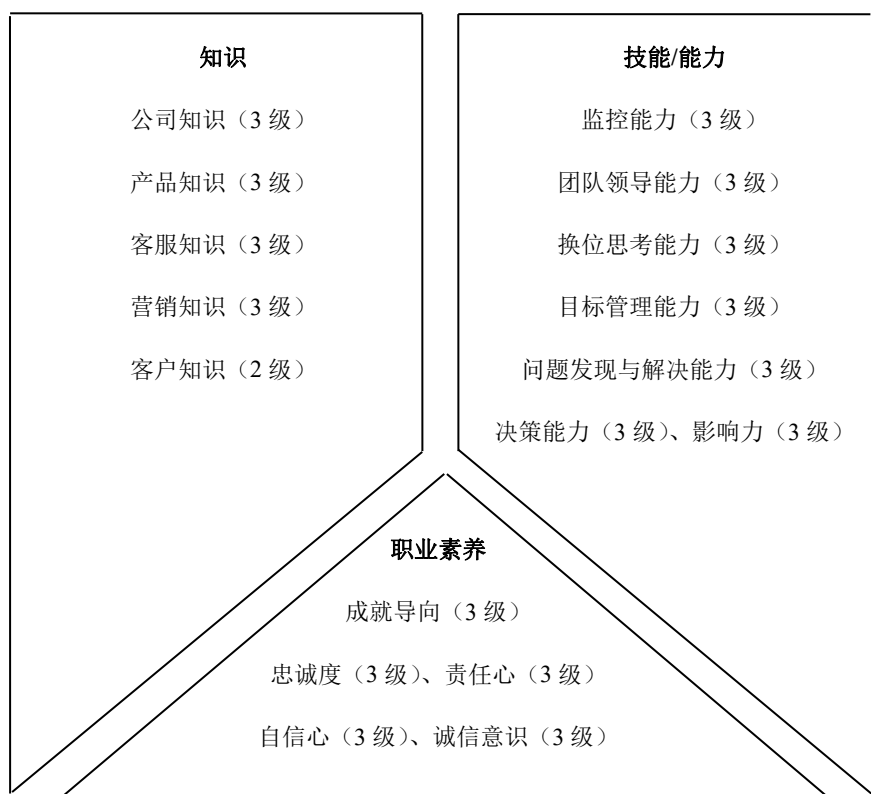 知识
公司知识（3 级）
产品知识（3 级）
客服知识（3 级）
营销知识（3 级）
客户知识（2 级）
技能/能力
监控能力（3 级）
团队领导能力（3 级）
换位思考能力（3 级）
目标管理能力（3 级）
问题发现与解决能力（3 级）
决策能力（3 级）、影响力（3 级）
职业素养
成就导向（3 级）
忠诚度（3 级）、责任心（3 级）
自信心（3 级）、诚信意识（3 级）